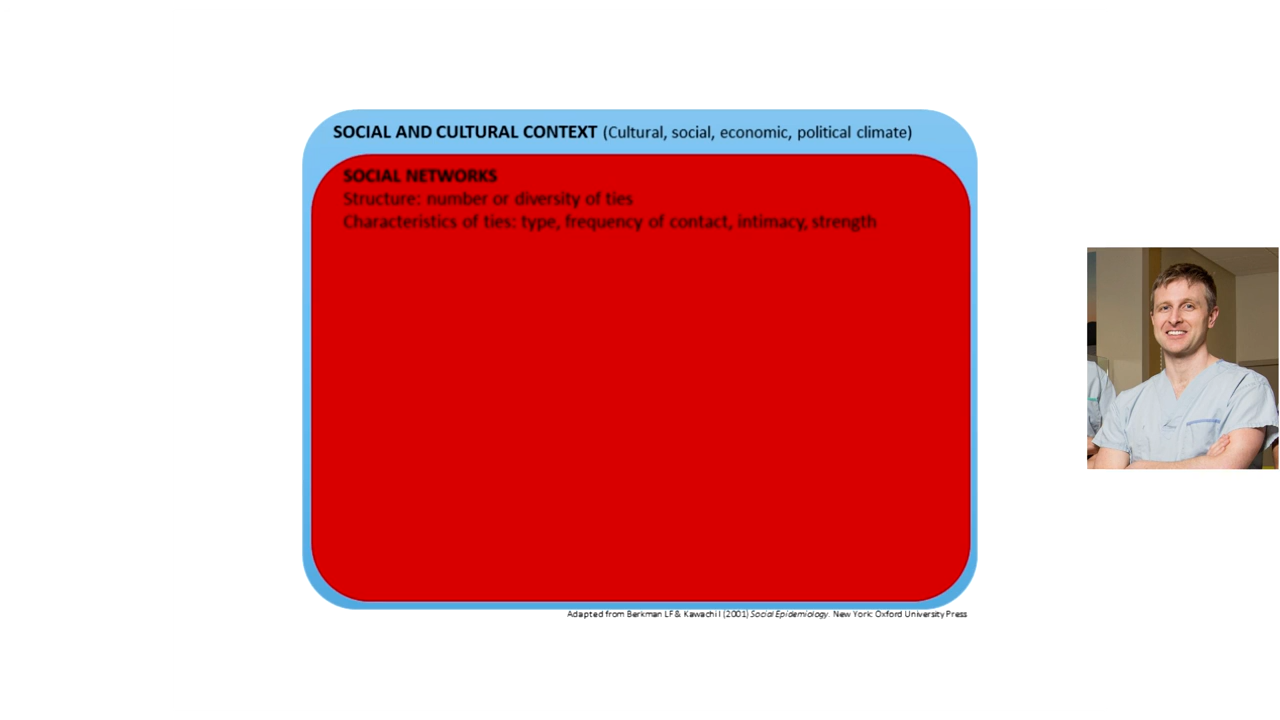 SOCIAL AND CULTURAL CONTEXT (Cultural, social, economic, political climate)
SOCIAL NETWORKS
Structure: number or diversity of ties
Characteristics of ties: type, frequency of contact, intimacy, strength
Adapted from Berkman LF & Kawachi I (2001) Social Epidemiology. New York: Oxford University Press